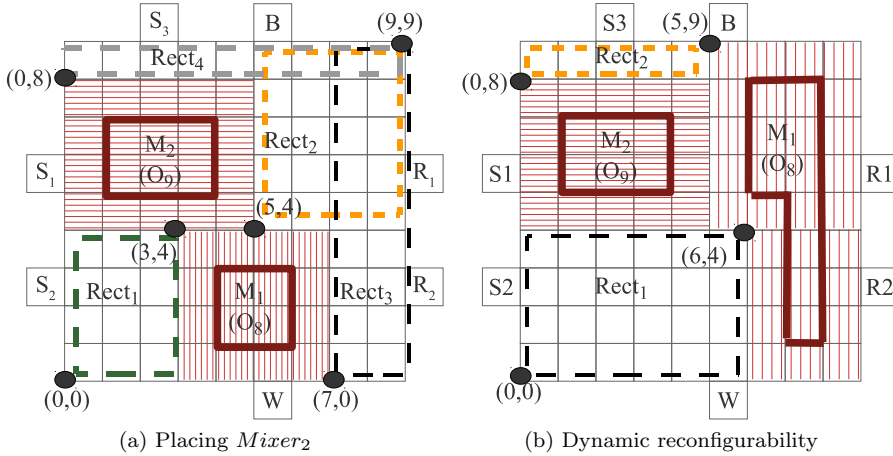 S3 B (9,9)
Rect4
(0,8)
M2
(O9)
Rect2
S1
R1
(5,4)
(3,4)
S2
Rect1
M1
(O8)
Rect3
R2
(0,0)
W
(7,0)
(a) Placing Mixer2
S3 (5,9) B
Rect2
(0,8)
M2
(O9)
M1
(O8)
S1
R1
(6,4)
S2
Rect1
R2
(0,0)
W
(b) Dynamic reconfigurability